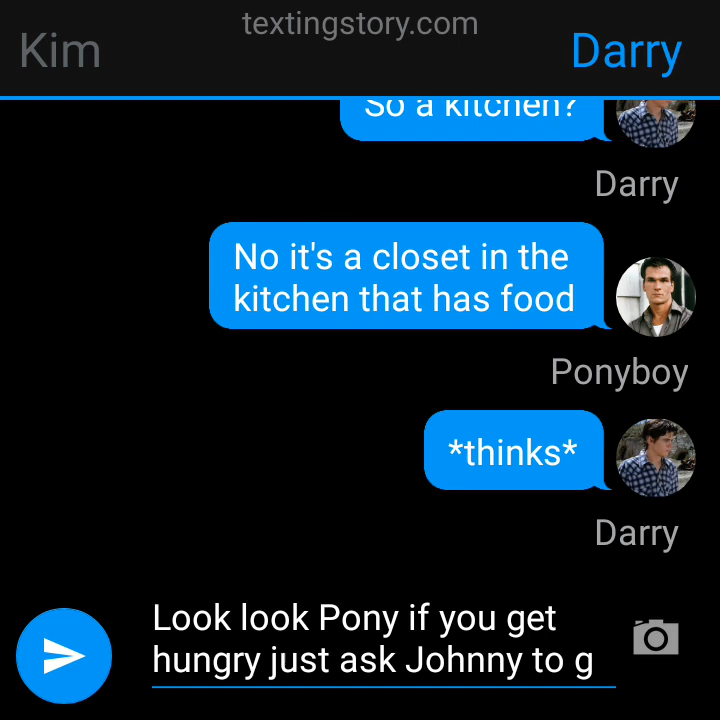 textingstory.com
Kim
Darry
So a kitchen?
Darry
No it's a closet in the
kitchen that has food
Ponyboy
*thinks*
Darry
Look look Pony if you get
hungry just ask Johnny to g